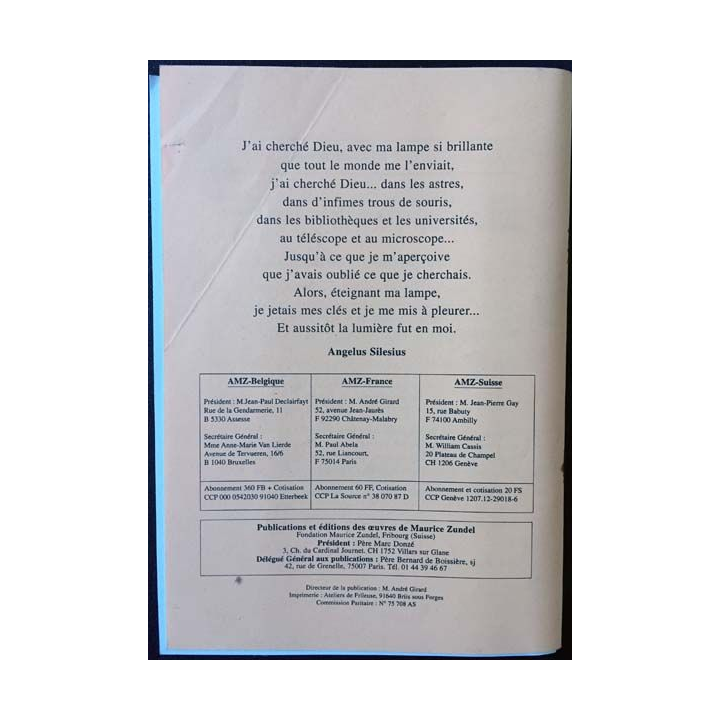 J'ai cherché Dieu, avec ma lampe si brillante
que tout le monde me l'enviait,
j'ai cherché Dieu... dans les astres,
dans d'infimes trous de souris,
dans les bibliothèques et les universités,
au téléscope et au microscope...
Jusqu'à ce que je m'aperçoive
que j'avais oublié ce que je cherchais.
Alors, éteignant ma lampe,
je jetais mes clés et je me mis à pleurer...
Et aussitôt la lumière fut en moi.
Angelus Silesius
AMZ-Belgique
Président : M.Jean-Paul Declairfayt
Rue de la Gendarmerie, 11
B 5330 Assesse
Secrétaire Général :
Mme Anne-Marie Van Lierde
Avenue de Tervueren, 16/6
B 1040 Bruxelles
Abonnement 360 FB + Cotisation
CCP 000 0542030 91040 Etterbeek
AMZ-France
Président : M. André Girard
52, avenue Jean-Jaurès
F 92290 Châtenay-Malabry
Secrétaire Général :
M. Paul Abela
52, rue Liancourt,
F 75014 Paris
Abonnement 60 FF, Cotisation
CCP La Source n° 38 070 87 D
AMZ-Suisse
Président : M. Jean-Pierre Gay
15, rue Babuty
F 74100 Ambilly
Secrétaire Général :
M. William Cassis
20 Plateau de Champel
CH 1206 Genève
Abonnement et cotisation 20 FS
CCP Genève 1207.12-29018-6
Publications et éditions des œuvres de Maurice Zundel
Fondation Maurice Zundel, Fribourg (Suisse)
Président : Père Marc Donzé
3, Ch. du Cardinal Journet. CH 1752 Villars sur Glane
Délégué Général aux publications : Père Bernard de Boissière, sj
42, rue de Grenelle, 75007 Paris. Tél. 01 44 39 46 67
Directeur de la publication : M. André Girard
Imprimerie : Ateliers de Frileuse, 91640 Briis sous Forges
Commission Paritaire : N° 75 708 AS